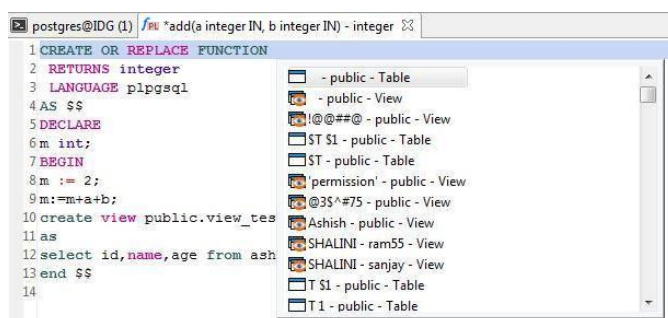 postgres@IDG (1) *add(a integer IN, b integer IN) - integer
1 CREATE OR REPLACE FUNCTION
2 RETURNS integer
3 LANGUAGE plpgsql
4 AS $$
5 DECLARE
6 m int;
7 BEGIN
8 m := 2;
9 m:=m+a+b;
10 create view public.view_tes
11 as
12 select id,name,age from ash
13 end $$
14
- public - Table
- public - View
!@@##@ - public - View
$T $1 - public - Table
$T - public - Table
'permission' - public - View
@3$^#75 - public - View
Ashish - public - View
SHALINI - ram55 - View
SHALINI - sanjay - View
T $1 - public - Table
T 1 - public - Table